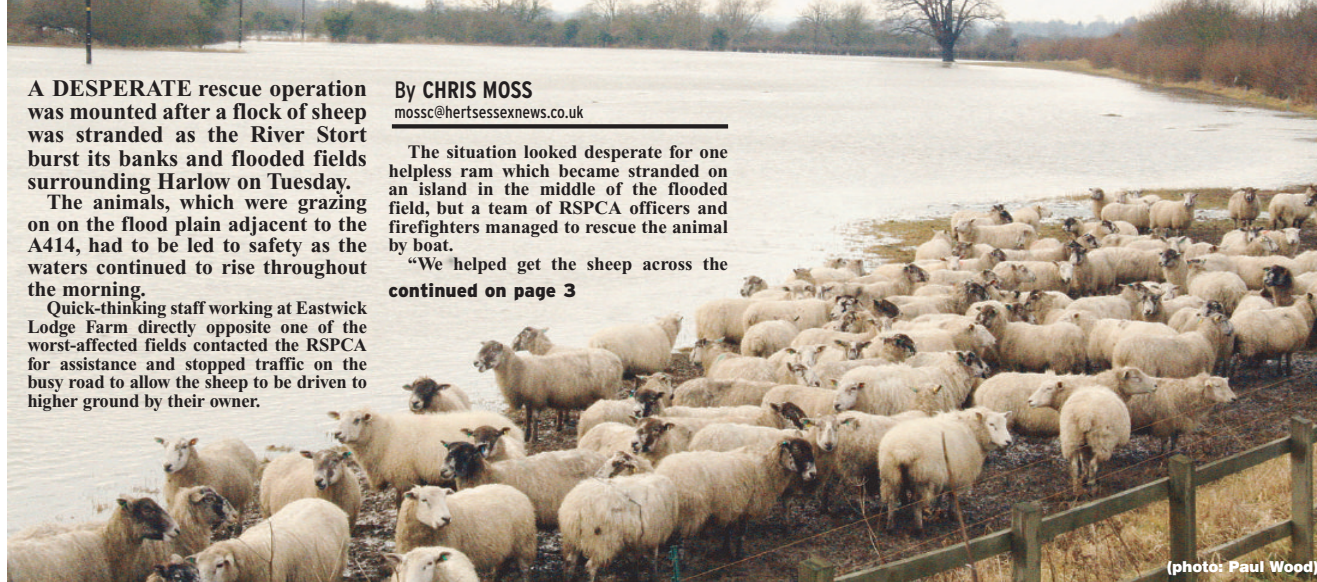 A DESPERATE rescue operation
was mounted after a flock of sheep
was stranded as the River Stort
burst its banks and flooded fields
surrounding Harlow on Tuesday.
The animals, which were grazing
on on the flood plain adjacent to the
A414, had to be led to safety as the
waters continued to rise throughout
the morning.
Quick-thinking staff working at Eastwick
Lodge Farm directly opposite one of the
worst-affected fields contacted the RSPCA
for assistance and stopped traffic on the
busy road to allow the sheep to be driven to
higher ground by their owner.
By CHRIS MOSS
mossc@hertsessexnews.co.uk
The situation looked desperate for one
helpless ram which became stranded on
an island in the middle of the flooded
field, but a team of RSPCA officers and
firefighters managed to rescue the animal
by boat.
“We helped get the sheep across the
continued on page 3
(photo: Paul Wood)